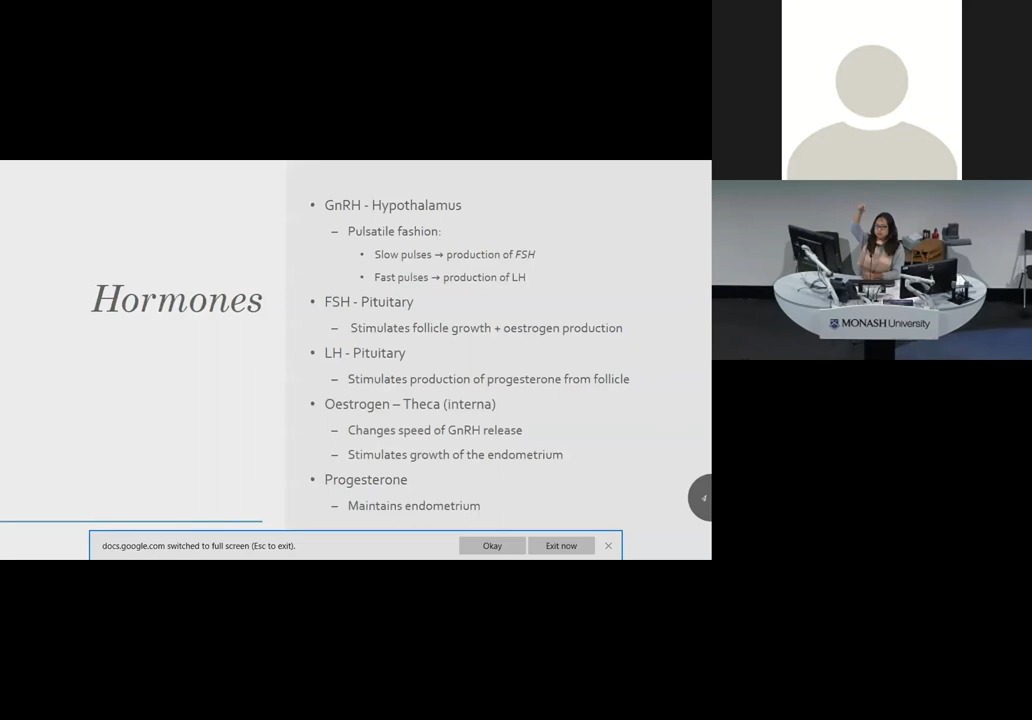 Hormones
• GnRH - Hypothalamus
– Pulsatile fashion:
• Slow pulses → production of FSH
• Fast pulses → production of LH
• FSH - Pituitary
– Stimulates follicle growth + oestrogen production
• LH - Pituitary
– Stimulates production of progesterone from follicle
• Oestrogen – Theca (interna)
– Changes speed of GnRH release
– Stimulates growth of the endometrium
• Progesterone
– Maintains endometrium
4
docs.google.com switched to full screen (Esc to exit).
Okay
Exit now
MONASH University